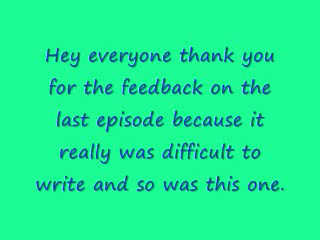 Hey everyone thank you
for the feedback on the
last episode because it
really was difficult to
write and so was this one.